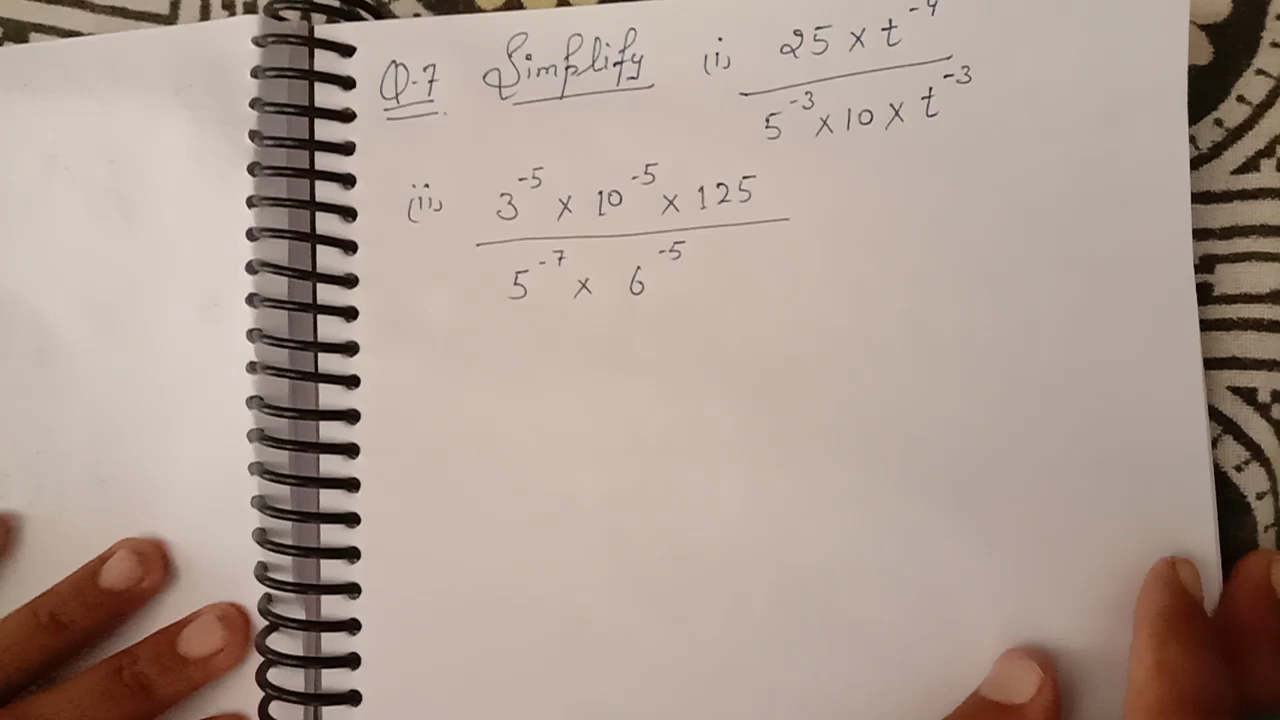 Q.7 Simplify (i) 25 × t⁻⁴ / 5⁻³ × 10 × t⁻³
(ii) 3⁻⁵ × 10⁻⁵ × 125 / 5⁻⁷ × 6⁻⁵